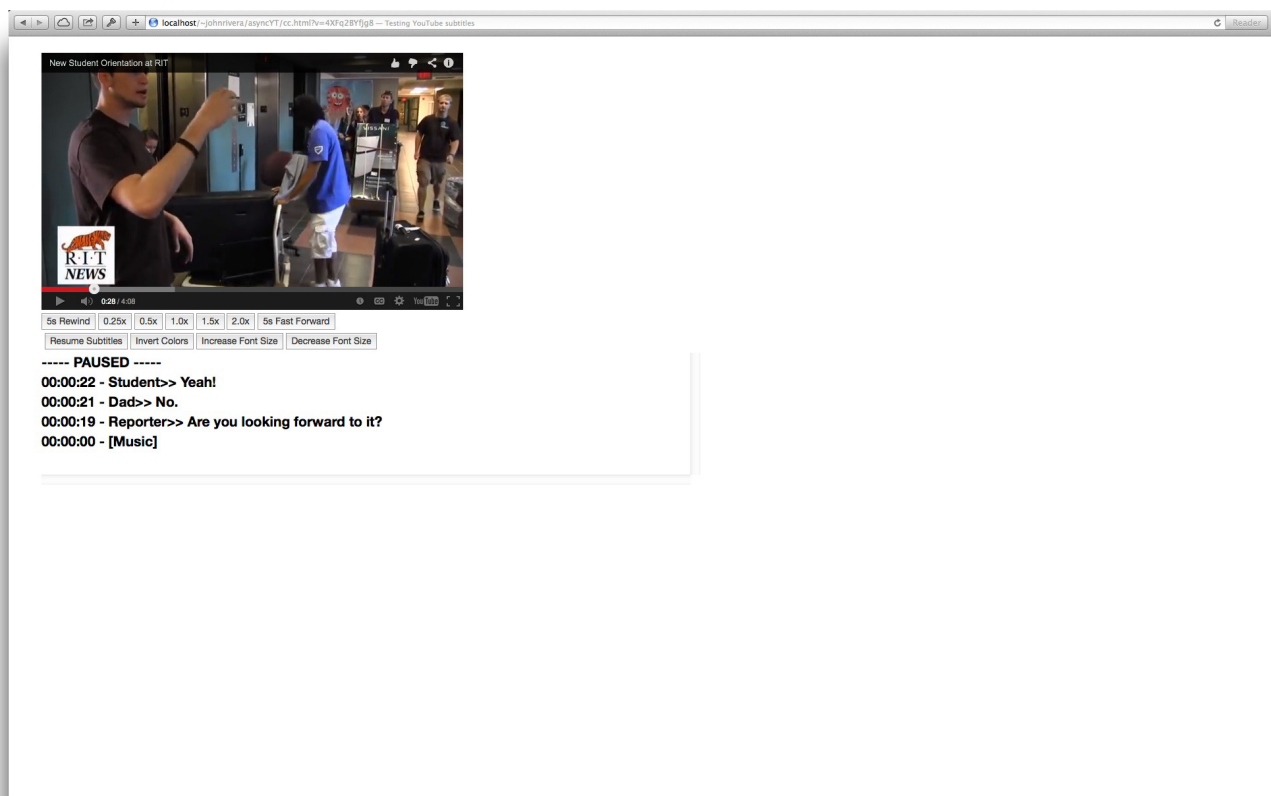 localhost/~johnrivera/asyncYT/cc.html?v=4XFq28Yfjg8 — Testing YouTube subtitles
Reader
New Student Orientation at RIT
VISSANI
R·I·T
NEWS
0:28 / 4:08
CC
YouTube
5s Rewind 0.25x 0.5x 1.0x 1.5x 2.0x 5s Fast Forward
Resume Subtitles Invert Colors Increase Font Size Decrease Font Size
----- PAUSED -----
00:00:22 - Student>> Yeah!
00:00:21 - Dad>> No.
00:00:19 - Reporter>> Are you looking forward to it?
00:00:00 - [Music]